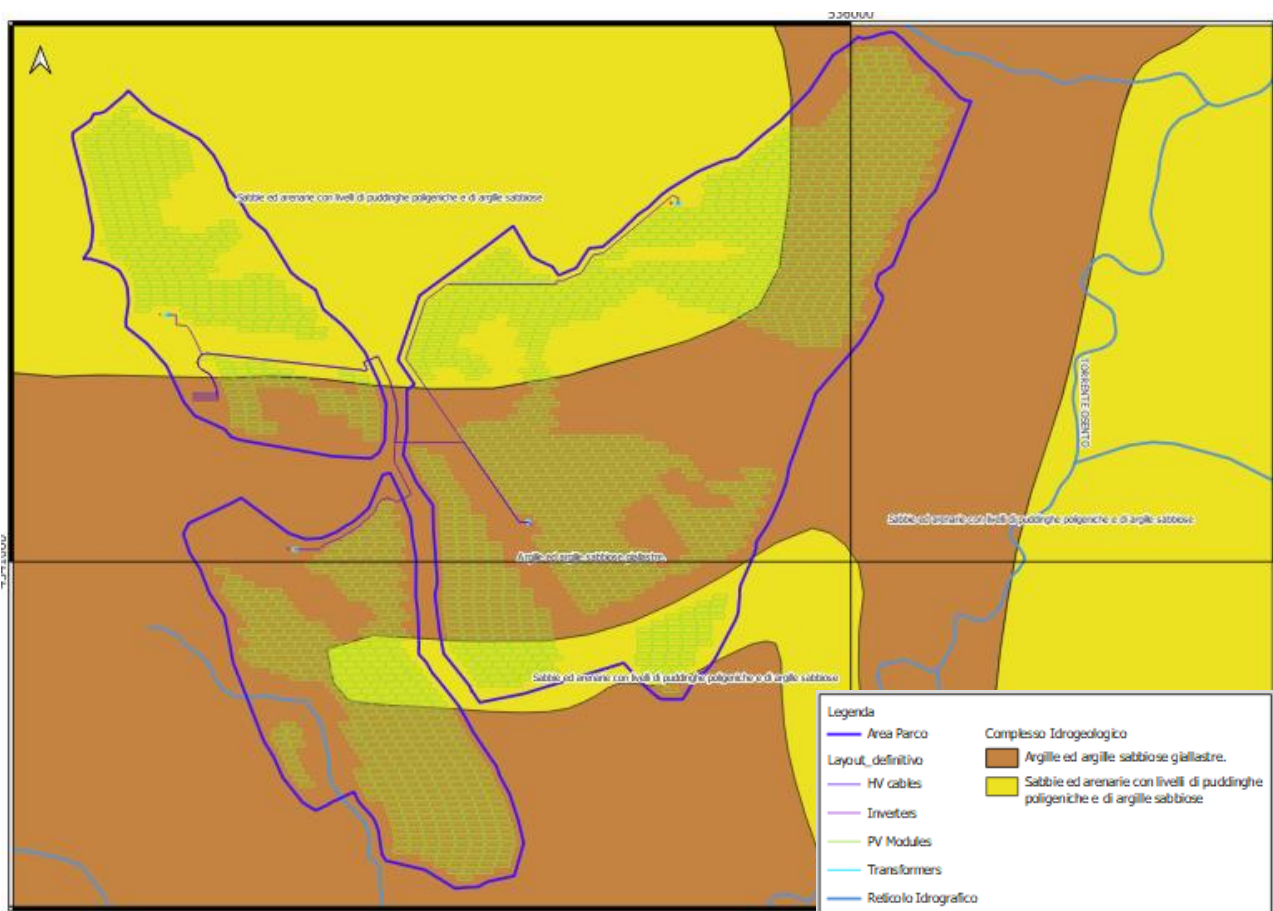 Sabbie ed arenarie con livelli di puddinghe poligeniche e di argille sabbiose
TORRENTE OSENTO
Sabbie ed arenarie con livelli di puddinghe poligeniche e di argille sabbiose
Argille ed argille sabbiose giallastre.
Sabbie ed arenarie con livelli di puddinghe poligeniche e di argille sabbiose
Legenda
Area Parco
Layout_definitivo
HV cables
Inverters
PV Modules
Transformers
Reticolo Idrografico
Complesso Idrogeologico
Argille ed argille sabbiose giallastre.
Sabbie ed arenarie con livelli di puddinghe
poligeniche e di argille sabbiose